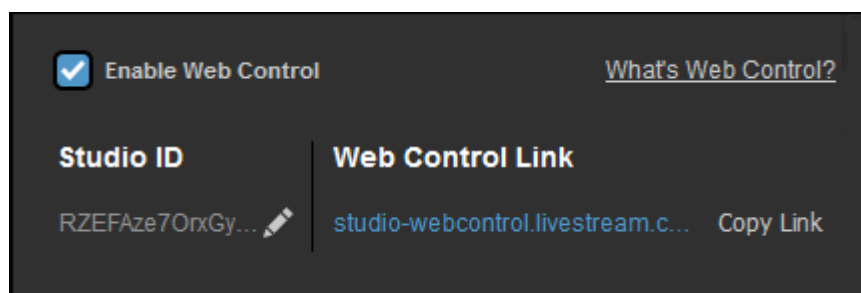 Enable Web Control
What's Web Control?
Studio ID
Web Control Link
RZEFAze7OrxGy...
studio-webcontrol.livestream.c...
Copy Link